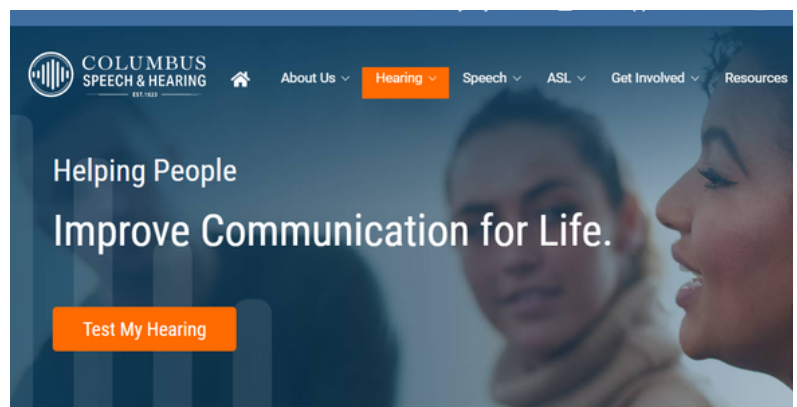 COLUMBUS
SPEECH & HEARING
EST.1923
About Us Hearing Speech ASL Get Involved Resources
Helping People
Improve Communication for Life.
Test My Hearing